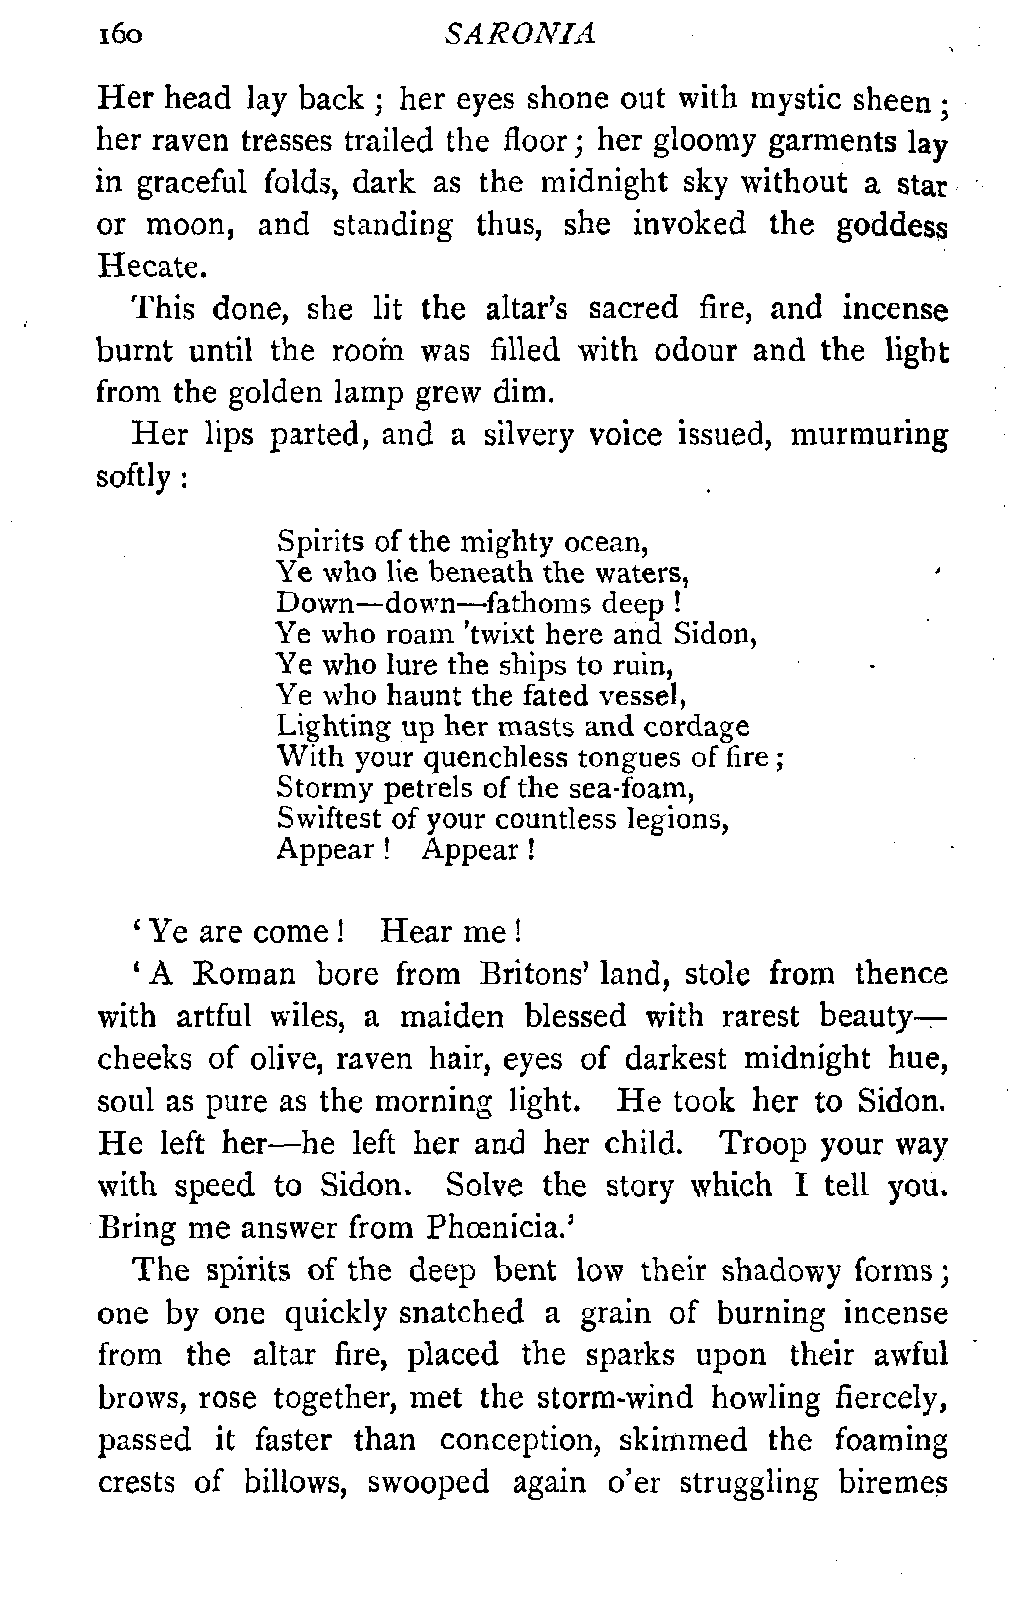 160 SARONIA
Her head lay back ; her eyes shone out with mystic sheen ;
her raven tresses trailed the floor ; her gloomy garments lay
in graceful folds, dark as the midnight sky without a star
or moon, and standing thus, she invoked the goddess
Hecate.
This done, she lit the altar's sacred fire, and incense
burnt until the room was filled with odour and the light
from the golden lamp grew dim.
Her lips parted, and a silvery voice issued, murmuring
softly :
Spirits of the mighty ocean,
Ye who lie beneath the waters,
Down—down—fathoms deep !
Ye who roam 'twixt here and Sidon,
Ye who lure the ships to ruin,
Ye who haunt the fated vessel,
Lighting up her masts and cordage
With your quenchless tongues of fire ;
Stormy petrels of the sea-foam,
Swiftest of your countless legions,
Appear ! Appear !
‘ Ye are come ! Hear me !
‘ A Roman bore from Britons' land, stole from thence
with artful wiles, a maiden blessed with rarest beauty—
cheeks of olive, raven hair, eyes of darkest midnight hue,
soul as pure as the morning light. He took her to Sidon.
He left her—he left her and her child. Troop your way
with speed to Sidon. Solve the story which I tell you.
Bring me answer from Phœnicia.’
The spirits of the deep bent low their shadowy forms ;
one by one quickly snatched a grain of burning incense
from the altar fire, placed the sparks upon their awful
brows, rose together, met the storm-wind howling fiercely,
passed it faster than conception, skimmed the foaming
crests of billows, swooped again o'er struggling biremes